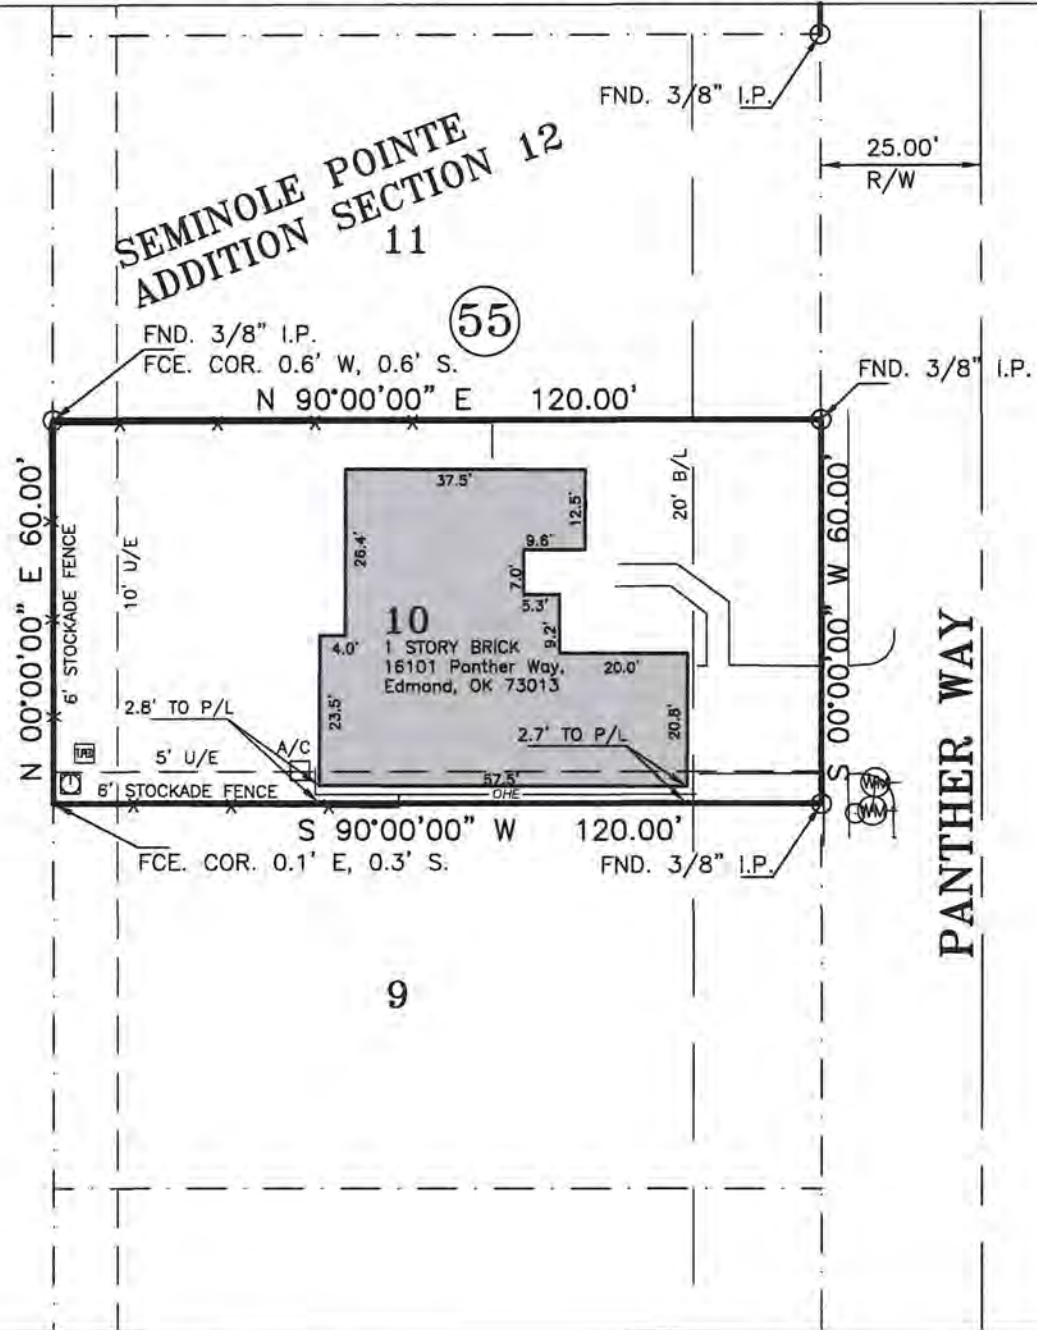 FND. 3/8" I.P.
25.00'
R/W
SEMINOLE POINTE
ADDITION SECTION 12
11
55
FND. 3/8" I.P.
FCE. COR. 0.6' W, 0.6' S.
FND. 3/8" I.P.
N 90°00'00" E 120.00'
N 00°00'00" E 60.00'
6' STOCKADE FENCE
10' U/E
37.5'
12.5'
26.4'
9.6'
7.0'
5.3'
9.2'
20' B/L
S 00°00'00" W 60.00'
10
1 STORY BRICK
16101 Panther Way,
Edmond, OK 73013
4.0'
20.0'
23.5'
20.8'
2.8' TO P/L
2.7' TO P/L
A/C
5' U/E
57.5'
OHE
6' STOCKADE FENCE
T
WM
WM
S 90°00'00" W 120.00'
FCE. COR. 0.1' E, 0.3' S.
FND. 3/8" I.P.
PANTHER WAY
9